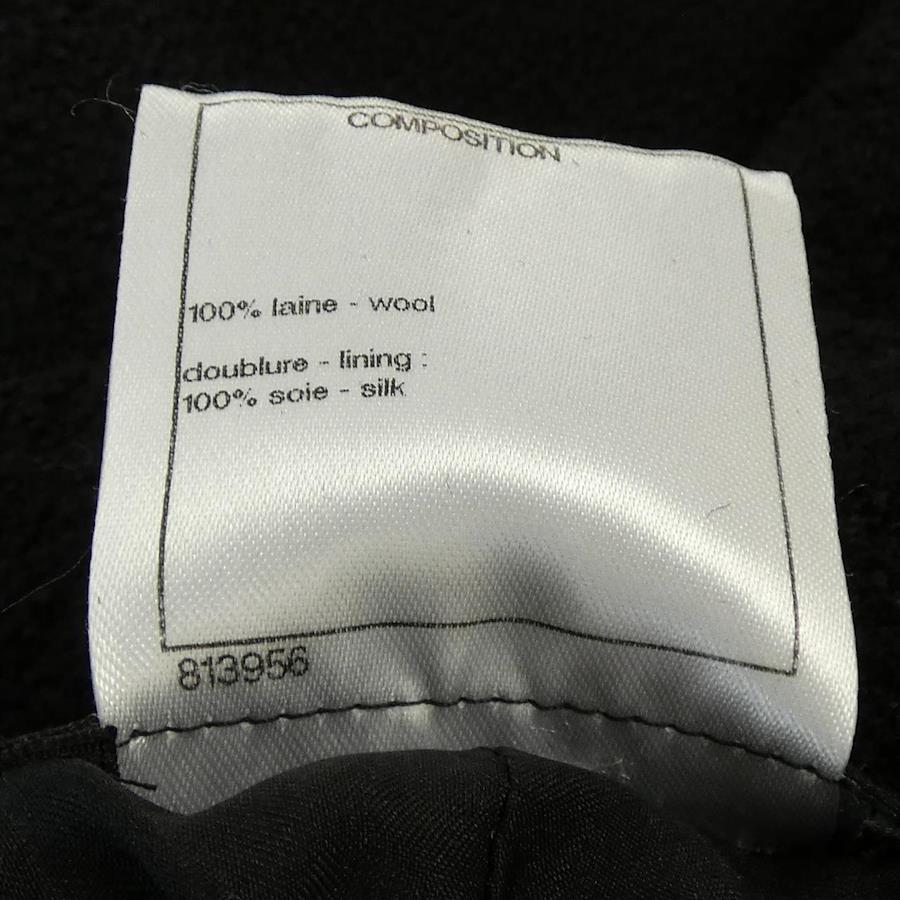 COMPOSITION
100% laine - wool
doublure - lining :
100% soie - silk
813956